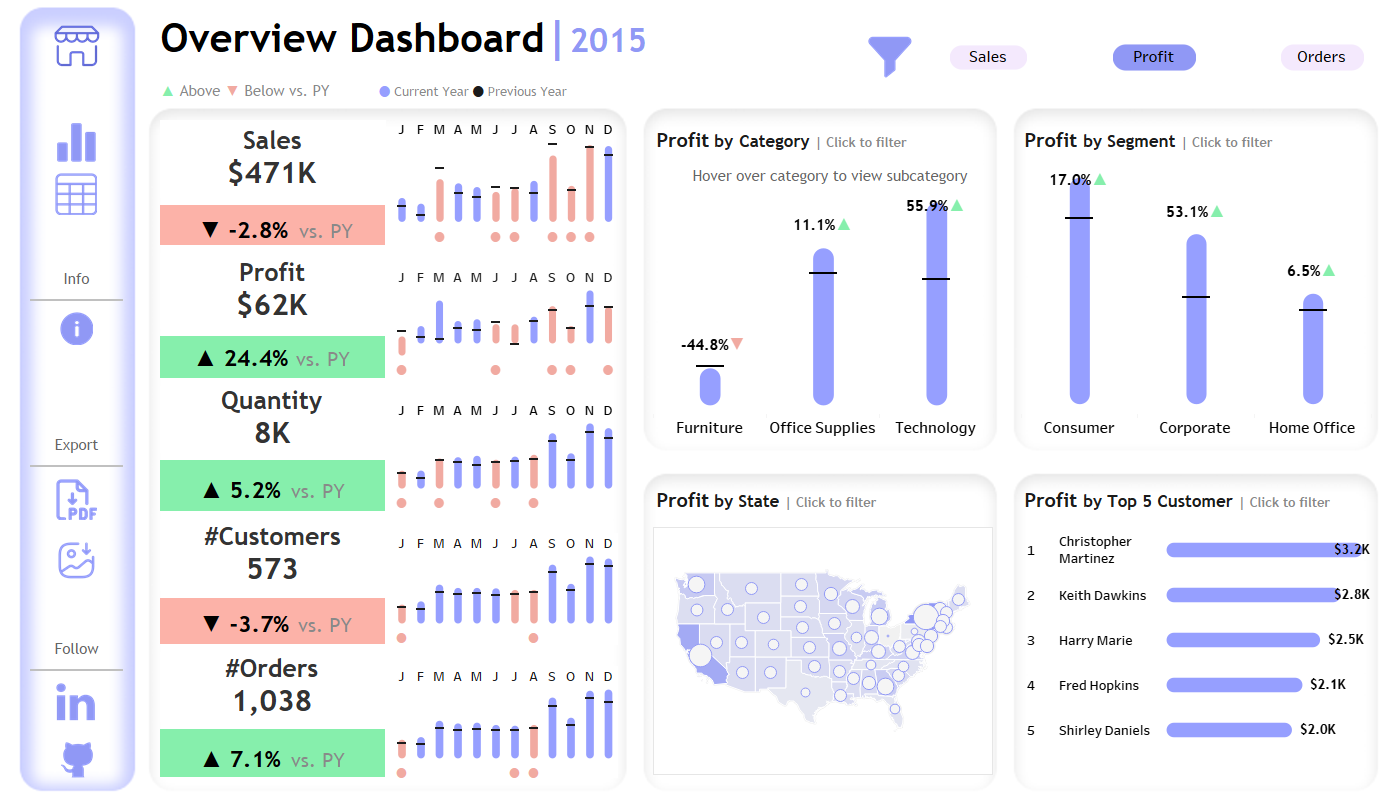 Overview Dashboard | 2015
Sales
Profit
Orders
▲ Above ▼ Below vs. PY
Current Year
Previous Year
Info
Export
PDF
Follow
in
Sales
$471K
▼ -2.8% vs. PY
J F M A M J J A S O N D
Profit
$62K
▲ 24.4% vs. PY
J F M A M J J A S O N D
Quantity
8K
▲ 5.2% vs. PY
J F M A M J J A S O N D
#Customers
573
▼ -3.7% vs. PY
J F M A M J J A S O N D
#Orders
1,038
▲ 7.1% vs. PY
J F M A M J J A S O N D
Profit by Category | Click to filter
Hover over category to view subcategory
-44.8%▼
11.1%▲
55.9%▲
Furniture
Office Supplies
Technology
Profit by Segment | Click to filter
17.0%▲
53.1%▲
6.5%▲
Consumer
Corporate
Home Office
Profit by State | Click to filter
Profit by Top 5 Customer | Click to filter
1 Christopher
Martinez $3.2K
2 Keith Dawkins $2.8K
3 Harry Marie $2.5K
4 Fred Hopkins $2.1K
5 Shirley Daniels $2.0K